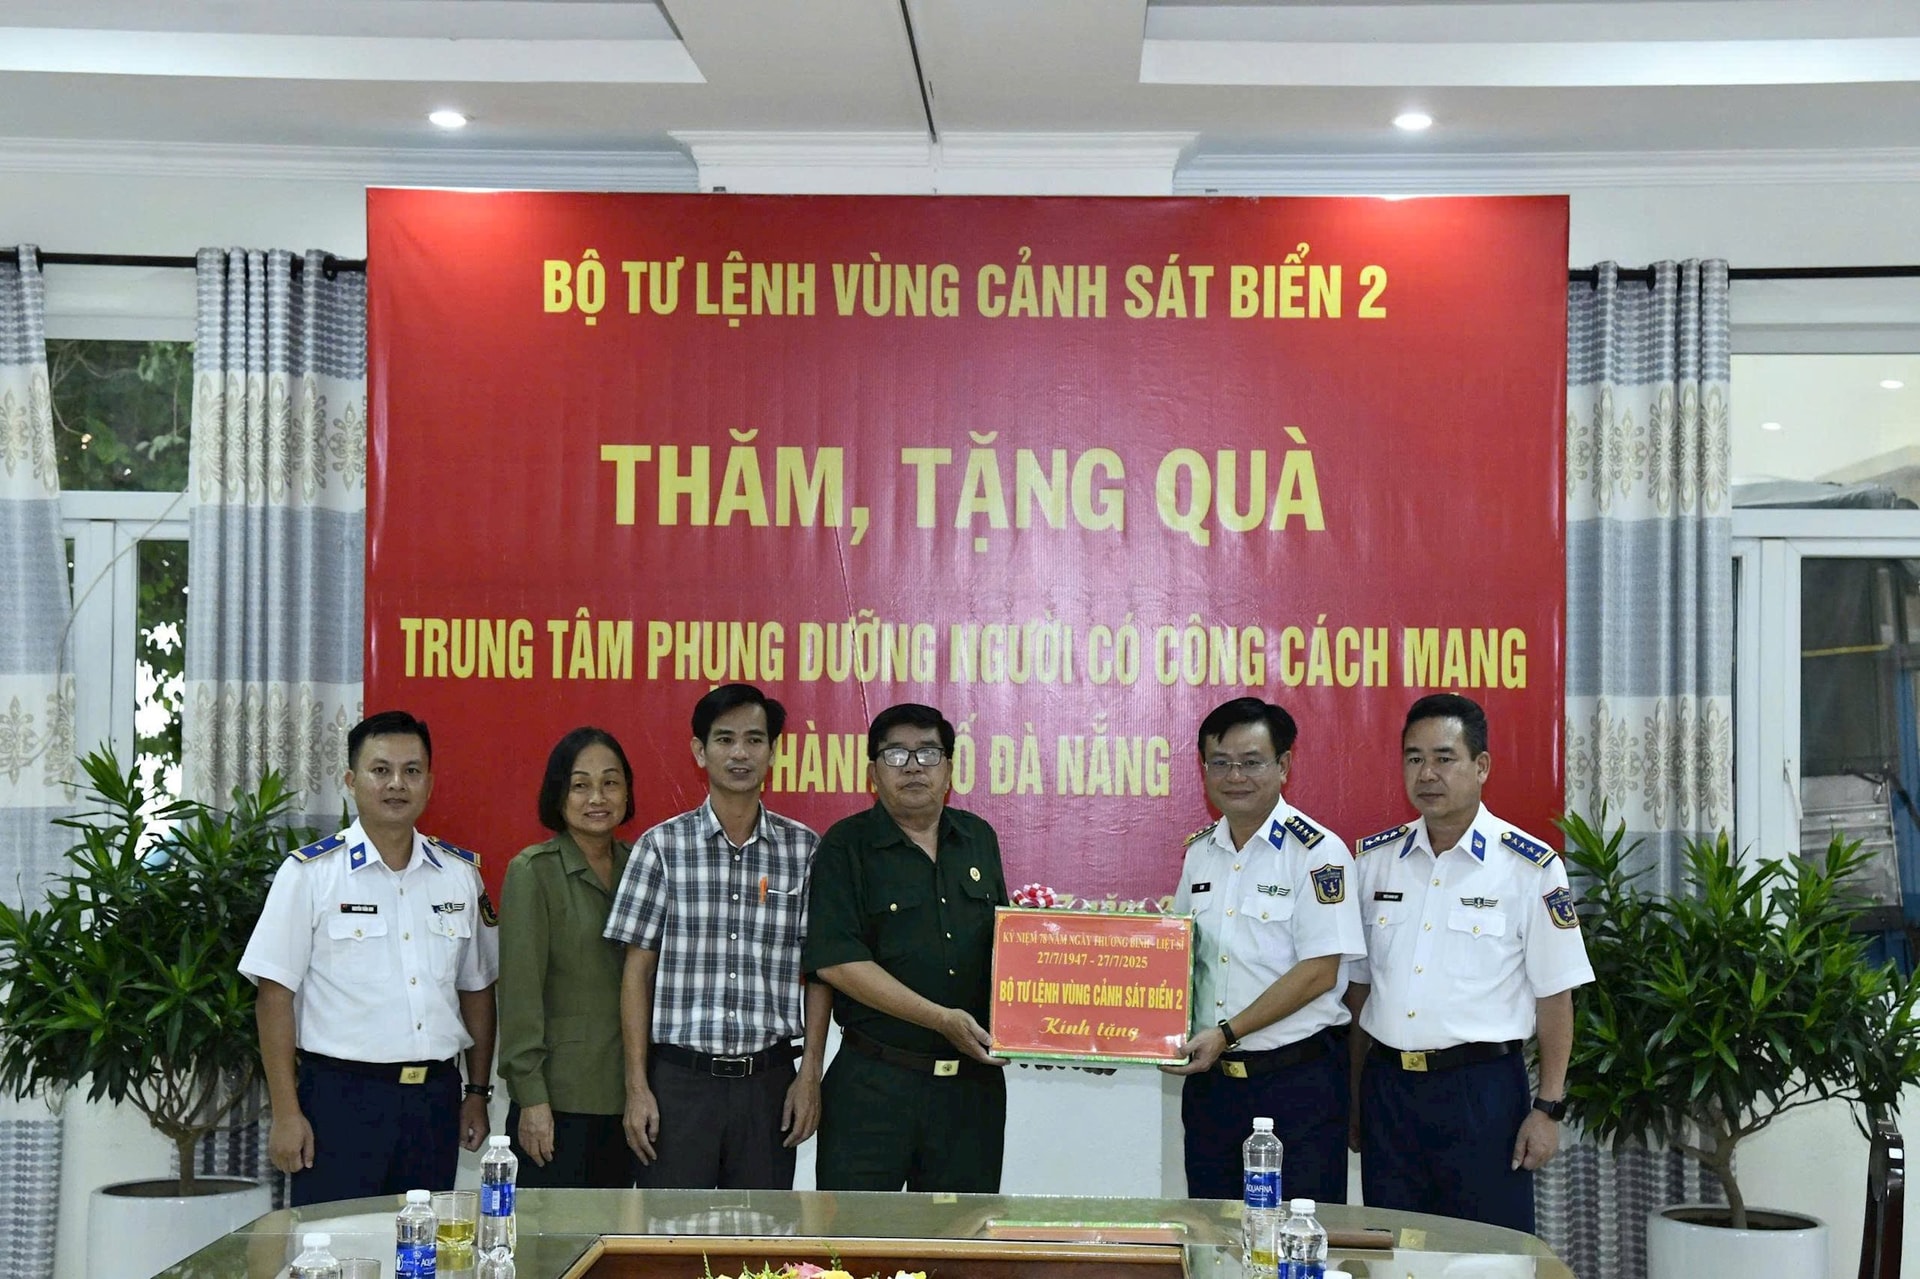 BỘ TƯ LỆNH VÙNG CẢNH SÁT BIỂN 2
THĂM, TẶNG QUÀ
TRUNG TÂM PHỤNG DƯỠNG NGƯỜI CÓ CÔNG CÁCH MẠNG
ĐÀ NẴNG
KỶ NIỆM 78 NĂM NGÀY THƯƠNG BINH - LIỆT SĨ
27/7/1947 - 27/7/2025
BỘ TƯ LỆNH VÙNG CẢNH SÁT BIỂN 2
Kính tặng
AQUAFINA